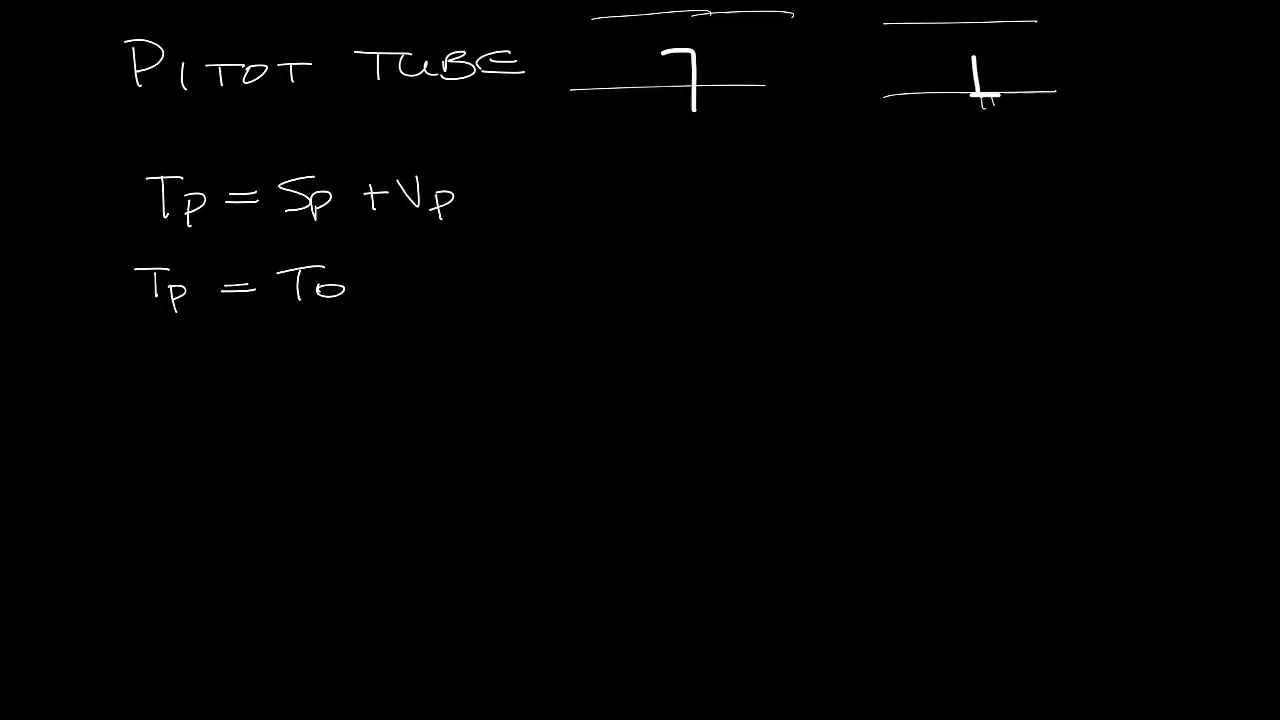 PITOT TUBE
Tp = Sp + Vp
Tp = To